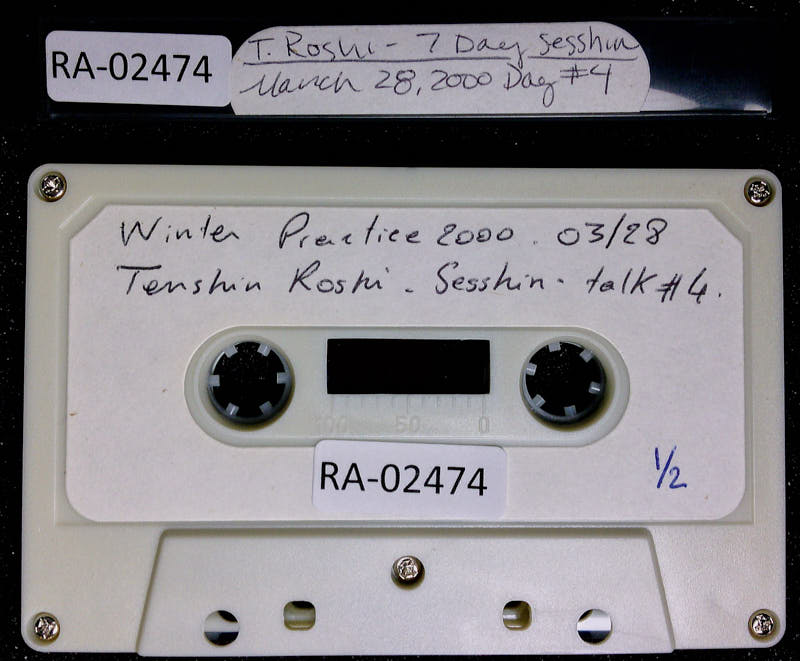 RA-02474
T. Roshi - 7 Day Sesshin
March 28, 2000 Day #4
Winter Practice 2000. 03/28
Tenshin Roshi - Sesshin - talk #4.
100 50 0
RA-02474
1/2